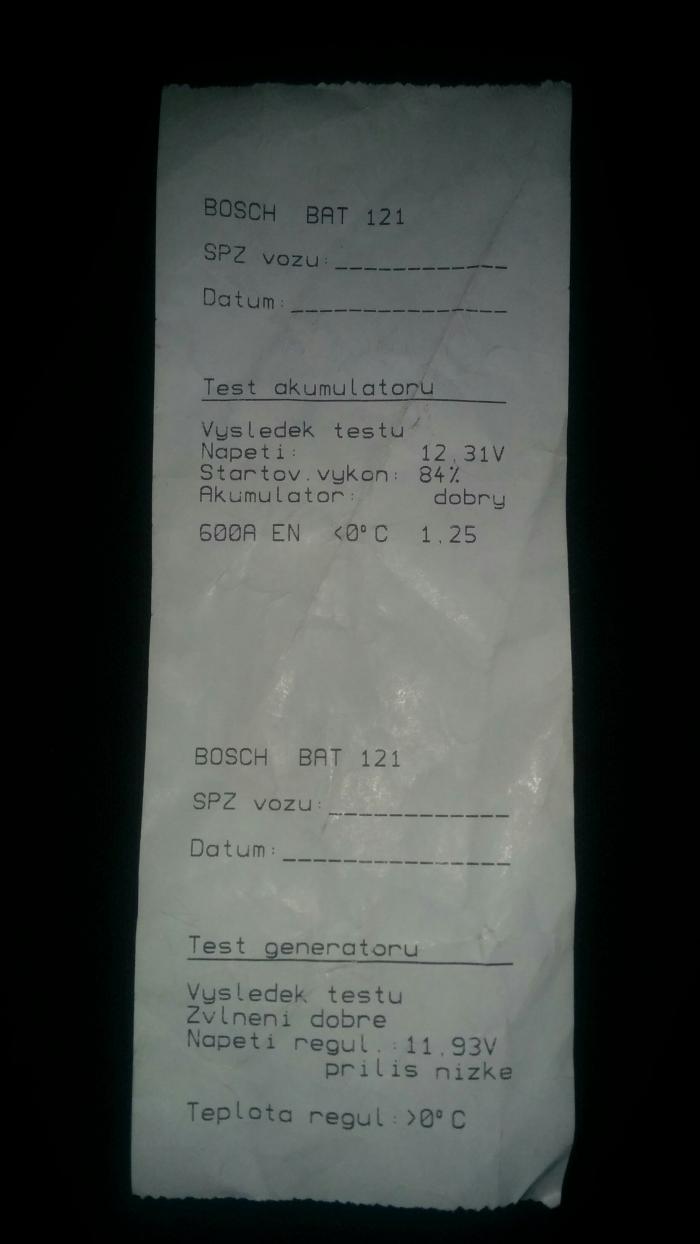 BOSCH BAT 121
SPZ vozu:____________
Datum:_______________
Test akumulatoru
Vysledek testu
Napeti: 12.31V
Startov.vykon: 84%
Akumulator: dobry
600A EN <0°C 1.25
BOSCH BAT 121
SPZ vozu:____________
Datum:________________
Test generatoru
Vysledek testu
Zvlneni dobre
Napeti regul.:11.93V
prilis nizke
Teplota regul:>0°C